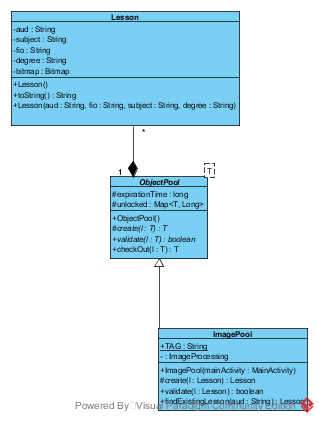 Lesson
-aud : String
-subject : String
-fio : String
-degree : String
-bitmap : Bitmap
+Lesson()
+toString() : String
+Lesson(aud : String, fio : String, subject : String, degree : String)
*
1
T
ObjectPool
#expirationTime : long
#unlocked : Map<T, Long>
+ObjectPool()
#create(l : T) : T
+validate(l : T) : boolean
+checkOut(l : T) : T
ImagePool
+TAG : String
- : ImageProcessing
+ImagePool(mainActivity : MainActivity)
#create(l : Lesson) : Lesson
+validate(l : Lesson) : boolean
+findExistingLesson(aud : String) : Lesson
Powered By Visual Paradigm Community Edition